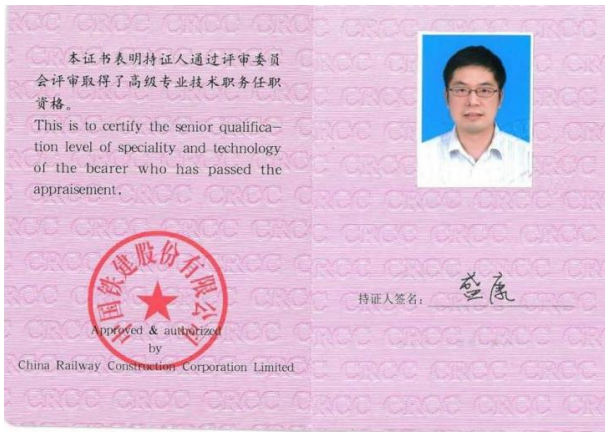 本证书表明持证人通过评审委员
会评审取得了高级专业技术职务任职
资格。
This is to certify the senior qualifica-
tion level of speciality and technology
of the bearer who has passed the
appraisement.
中国铁建股份有限公司
Approved & authorized
by
China Railway Construction Corporation Limited
持证人签名：盛康